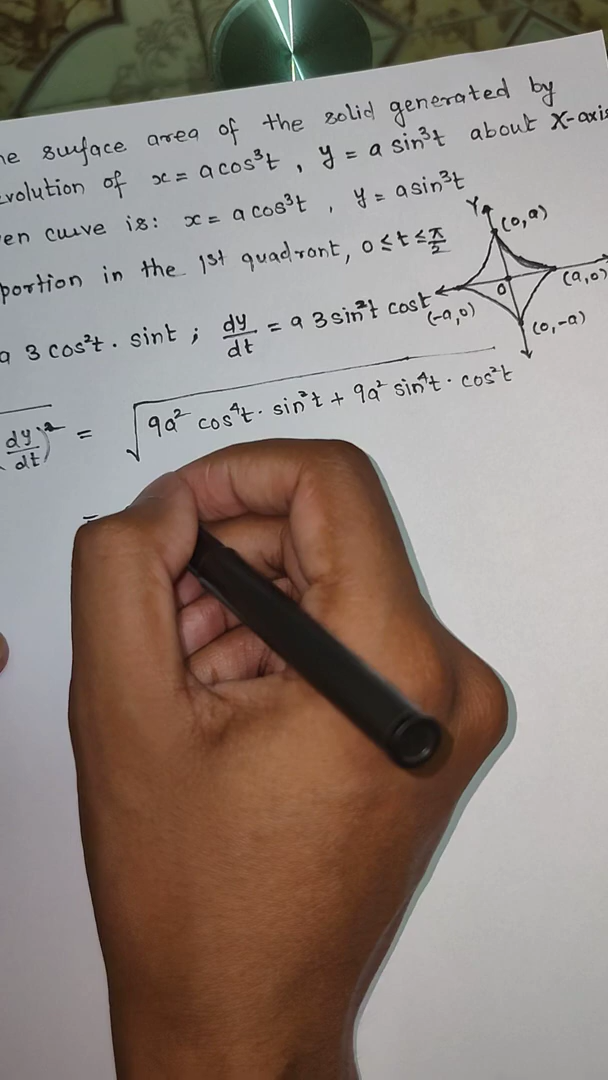 he surface area of the solid generated by
evolution of x = a cos³t , y = a sin³t about X-axis
en curve is: x = a cos³t , y = a sin³t
portion in the 1st quadront, 0 ≤ t ≤ π/2
Y
(0,a)
0
(a,0)
(-a,0)
(0,-a)
a 3 cos²t · sint ; dy/dt = a 3 sin²t cost
dy/dt)² = √9a² cos⁴t · sin²t + 9a² sin⁴t · cos²t
=